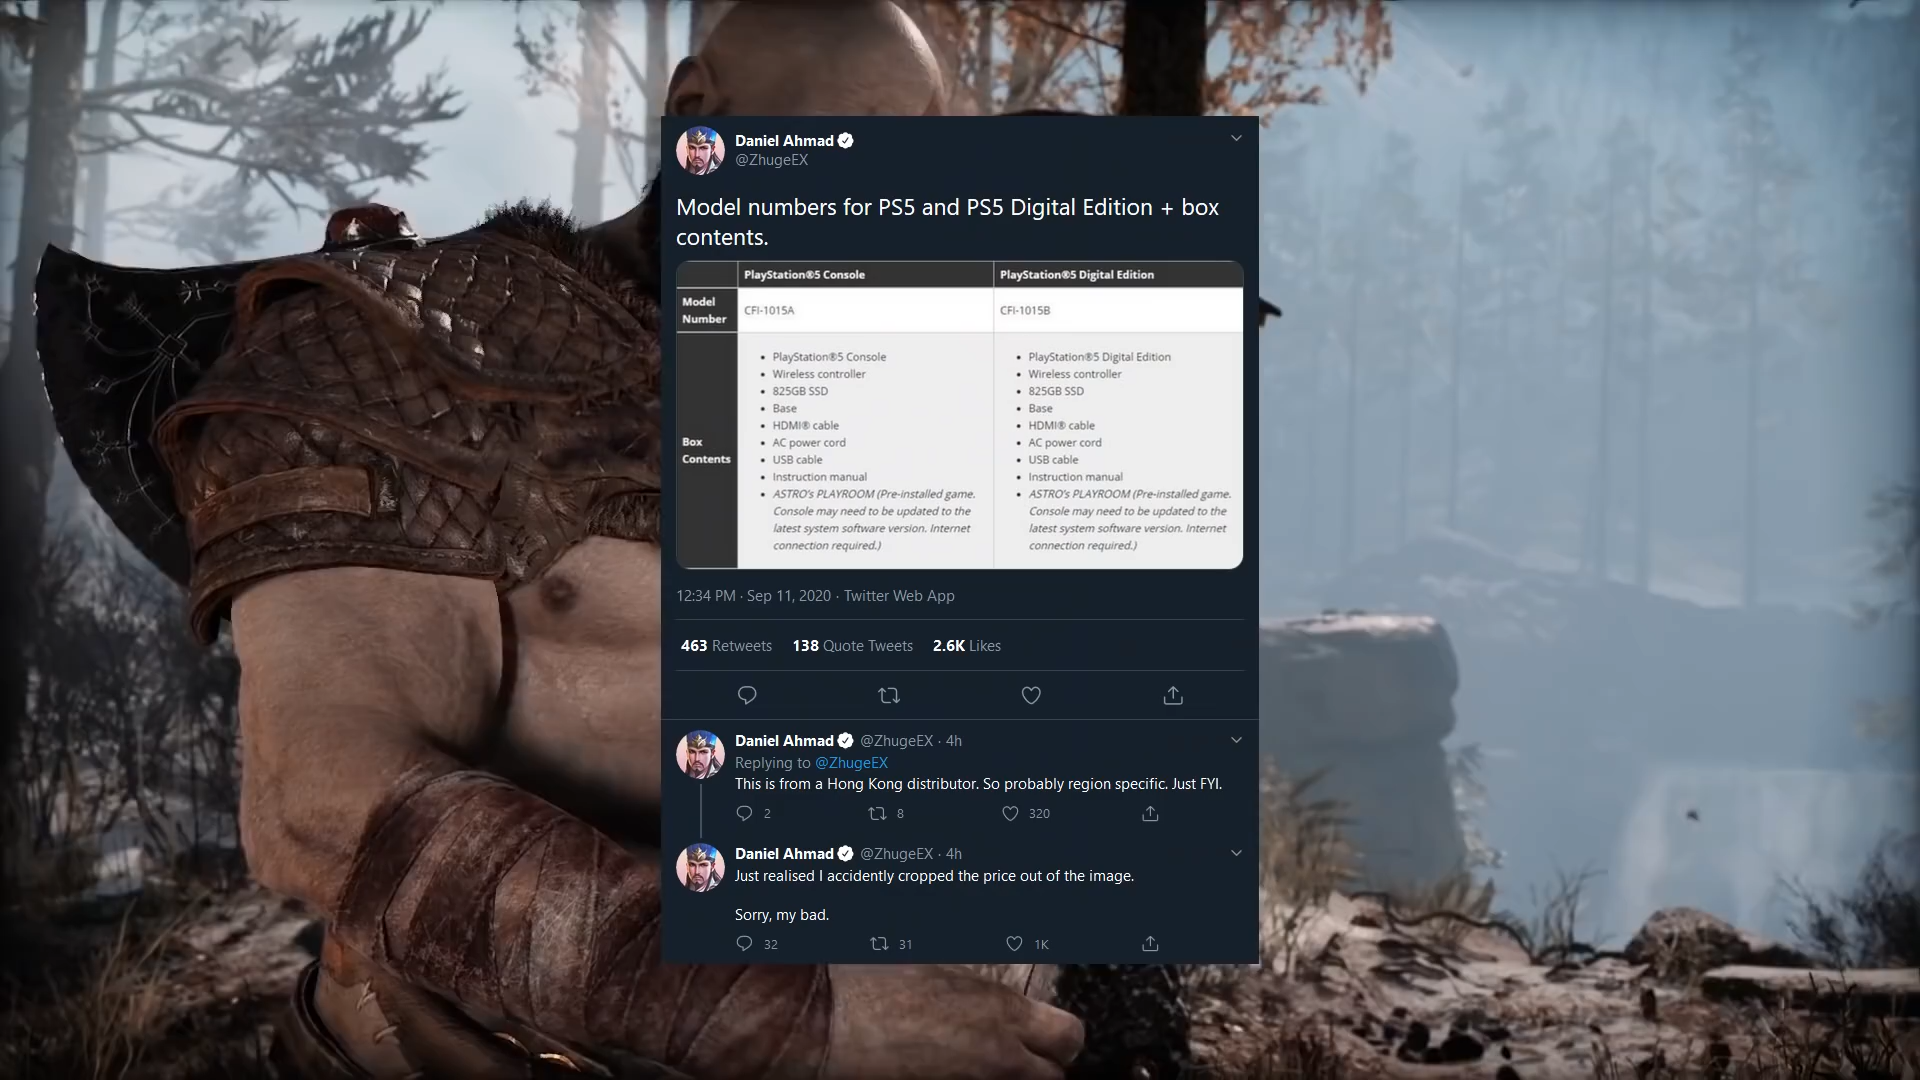 Daniel Ahmad
@ZhugeEX
Model numbers for PS5 and PS5 Digital Edition + box
contents.
PlayStation®5 Console
PlayStation®5 Digital Edition
Model
Number
CFI-1015A
CFI-1015B
Box
Contents
• PlayStation®5 Console
• Wireless controller
• 825GB SSD
• Base
• HDMI® cable
• AC power cord
• USB cable
• Instruction manual
• ASTRO's PLAYROOM (Pre-installed game.
Console may need to be updated to the
latest system software version. Internet
connection required.)
• PlayStation®5 Digital Edition
• Wireless controller
• 825GB SSD
• Base
• HDMI® cable
• AC power cord
• USB cable
• Instruction manual
• ASTRO's PLAYROOM (Pre-installed game.
Console may need to be updated to the
latest system software version. Internet
connection required.)
12:34 PM · Sep 11, 2020 · Twitter Web App
463 Retweets 138 Quote Tweets 2.6K Likes
Daniel Ahmad @ZhugeEX · 4h
Replying to @ZhugeEX
This is from a Hong Kong distributor. So probably region specific. Just FYI.
2 8 320
Daniel Ahmad @ZhugeEX · 4h
Just realised I accidently cropped the price out of the image.
Sorry, my bad.
32 31 1K